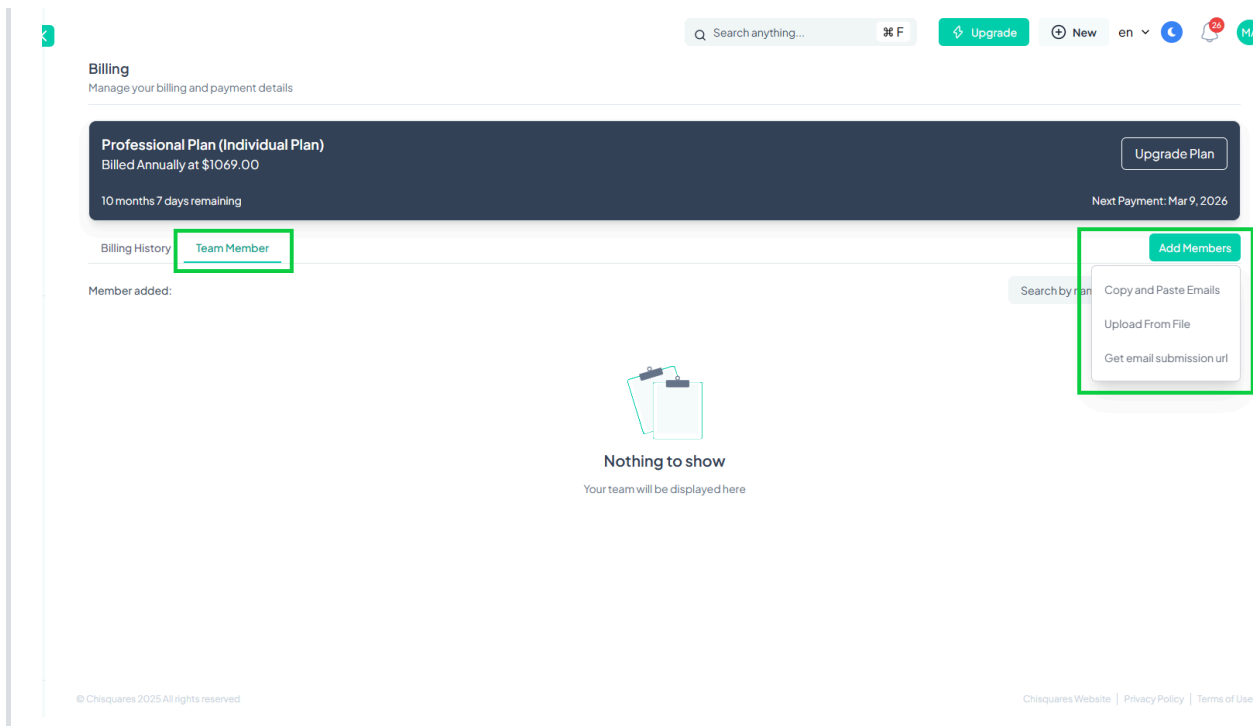 Search anything... ⌘ F Upgrade New en 26
Billing
Manage your billing and payment details
Professional Plan (Individual Plan)
Billed Annually at $1069.00
Upgrade Plan
10 months 7 days remaining Next Payment: Mar 9, 2026
Billing History Team Member Add Members
Member added: Search by
Copy and Paste Emails
Upload From File
Get email submission url
Nothing to show
Your team will be displayed here
© Chisquares 2025 All rights reserved Chisquares Website | Privacy Policy | Terms of Use